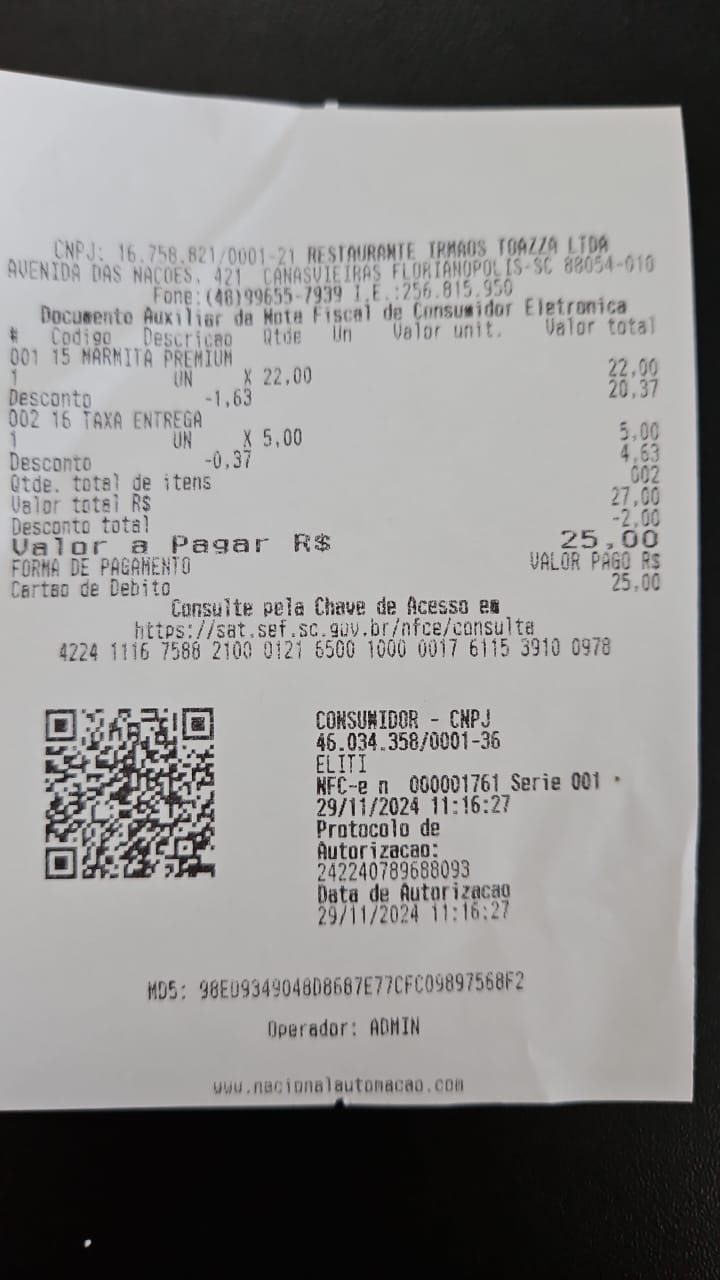 CNPJ: 16.758.821/0001-21 RESTAURANTE IRMAOS TOAZZA LTDA
AVENIDA DAS NACOES, 421 CANASVIEIRAS FLORIANOPOLIS-SC 88054-010
Fone:(48)99655-7939 I.E.:256.815.950
Documento Auxiliar da Nota Fiscal de Consumidor Eletronica
# Codigo Descricao Qtde Un Valor unit. Valor total
001 15 MARMITA PREMIUM
1 UN X 22,00 22,00
Desconto -1,63 20,37
002 16 TAXA ENTREGA
1 UN X 5,00 5,00
Desconto -0,37 4,63
Qtde. total de itens 002
Valor total R$ 27,00
Desconto total -2,00
Valor a Pagar R$ 25,00
FORMA DE PAGAMENTO VALOR PAGO R$
Cartao de Debito 25,00
Consulte pela Chave de Acesso em
https://sat.sef.sc.gov.br/nfce/consulta
4224 1116 7588 2100 0121 6500 1000 0017 6115 3910 0978
CONSUMIDOR - CNPJ
46.034.358/0001-36
ELITI
NFC-e n 000001761 Serie 001
29/11/2024 11:16:27
Protocolo de
Autorizacao:
242240789688093
Data de Autorizacao
29/11/2024 11:16:27
MD5: 98E09349048D8687E77CFC09897568F2
Operador: ADMIN
www.nacionalautomacao.com